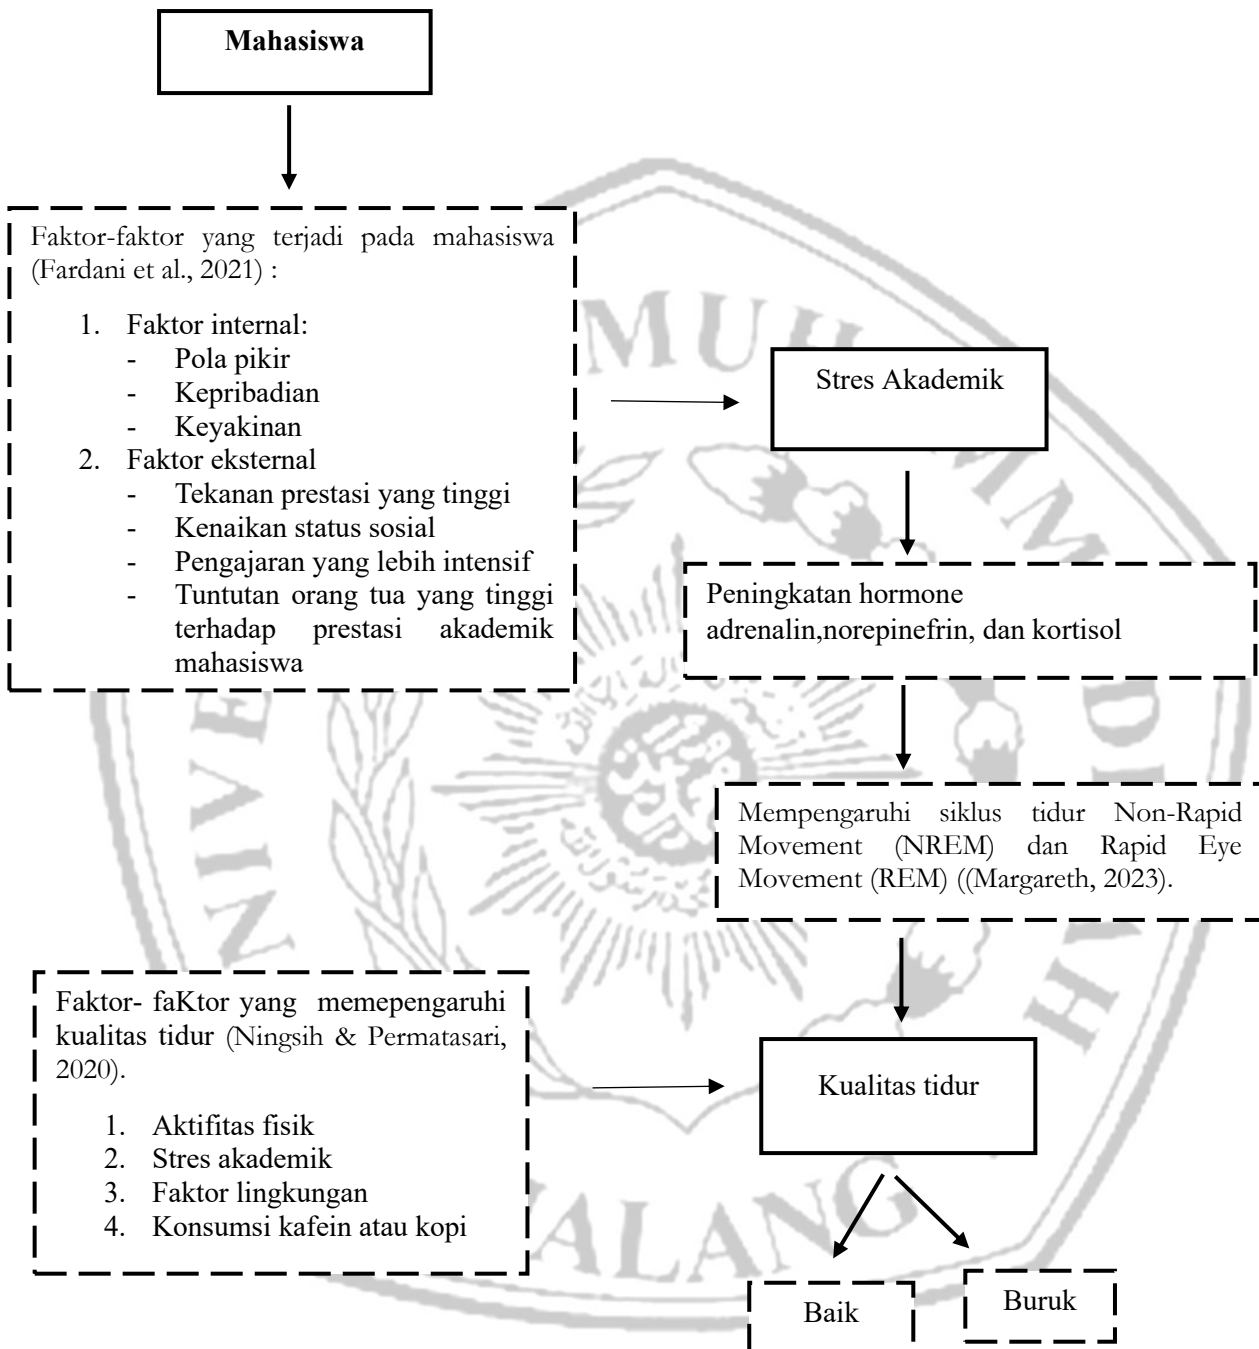 Mahasiswa
Faktor-faktor yang terjadi pada mahasiswa
(Fardani et al., 2021) :
1. Faktor internal:
- Pola pikir
- Kepribadian
- Keyakinan
2. Faktor eksternal
- Tekanan prestasi yang tinggi
- Kenaikan status sosial
- Pengajaran yang lebih intensif
- Tuntutan orang tua yang tinggi
terhadap prestasi akademik
mahasiswa
Stres Akademik
Peningkatan hormone
adrenalin,norepinefrin, dan kortisol
Mempengaruhi siklus tidur Non-Rapid
Movement (NREM) dan Rapid Eye
Movement (REM) ((Margareth, 2023).
Faktor- faKtor yang memepengaruhi
kualitas tidur (Ningsih & Permatasari,
2020).
1. Aktifitas fisik
2. Stres akademik
3. Faktor lingkungan
4. Konsumsi kafein atau kopi
Kualitas tidur
Baik
Buruk